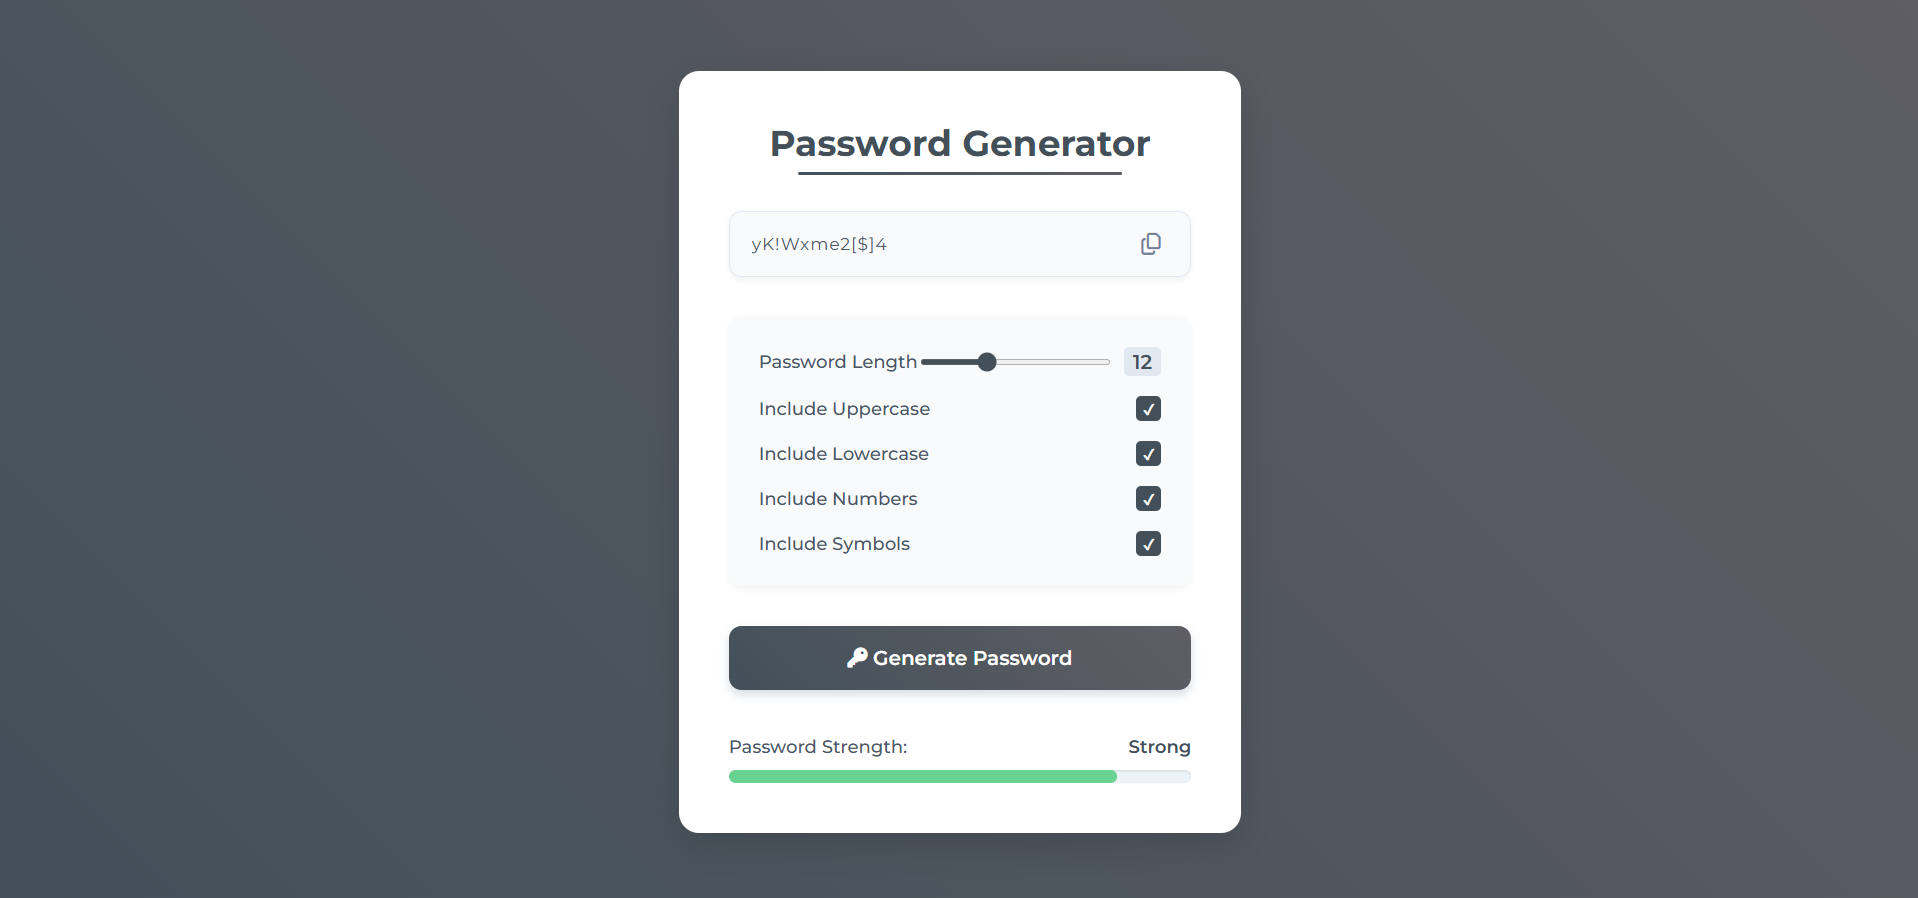 Password Generator
yK!Wxme2[$]4
Password Length 12
Include Uppercase
Include Lowercase
Include Numbers
Include Symbols
Generate Password
Password Strength: Strong